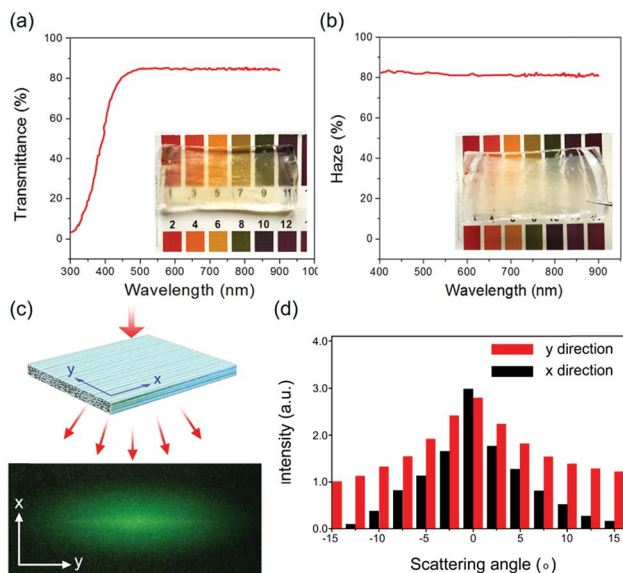 (a)
100
80
60
40
20
0
Transmittance (%)
300 400 500 600 700 800 900 100
Wavelength (nm)
1 3 5 7 9 11
2 4 6 8 10 12
(b)
100
80
60
40
20
0
Haze (%)
400 500 600 700 800 900
Wavelength (nm)
(c)
y
x
x
y
(d)
y direction
x direction
4.0
3.0
2.0
1.0
0.0
intensity (a.u.)
-15 -10 -5 0 5 10 15
Scattering angle (o)